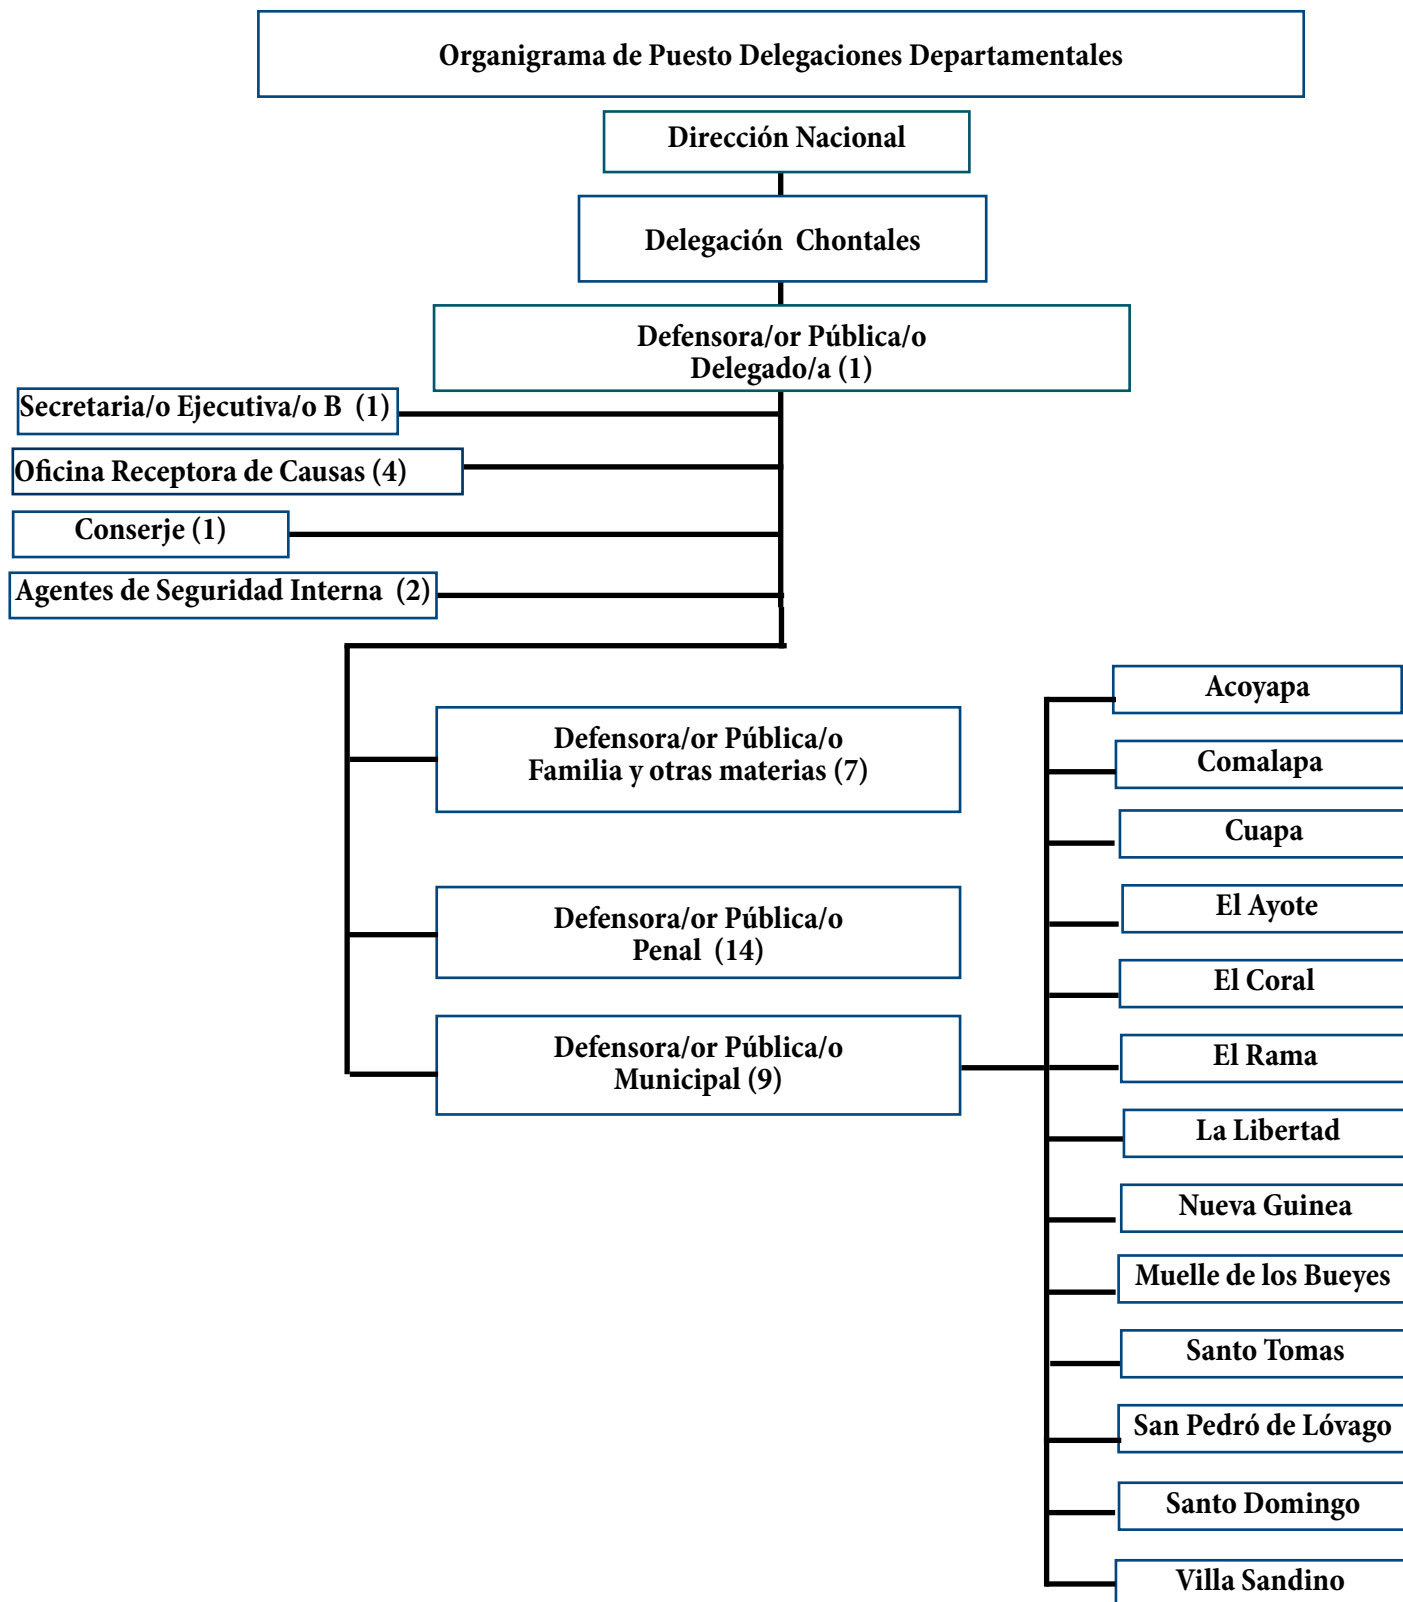 Organigrama de Puesto Delegaciones Departamentales
Dirección Nacional
Delegación Chontales
Defensora/or Pública/o
Delegado/a (1)
Secretaria/o Ejecutiva/o B (1)
Oficina Receptora de Causas (4)
Conserje (1)
Agentes de Seguridad Interna (2)
Defensora/or Pública/o
Familia y otras materias (7)
Defensora/or Pública/o
Penal (14)
Defensora/or Pública/o
Municipal (9)
Acoyapa
Comalapa
Cuapa
El Ayote
El Coral
El Rama
La Libertad
Nueva Guinea
Muelle de los Bueyes
Santo Tomas
San Pedró de Lóvago
Santo Domingo
Villa Sandino